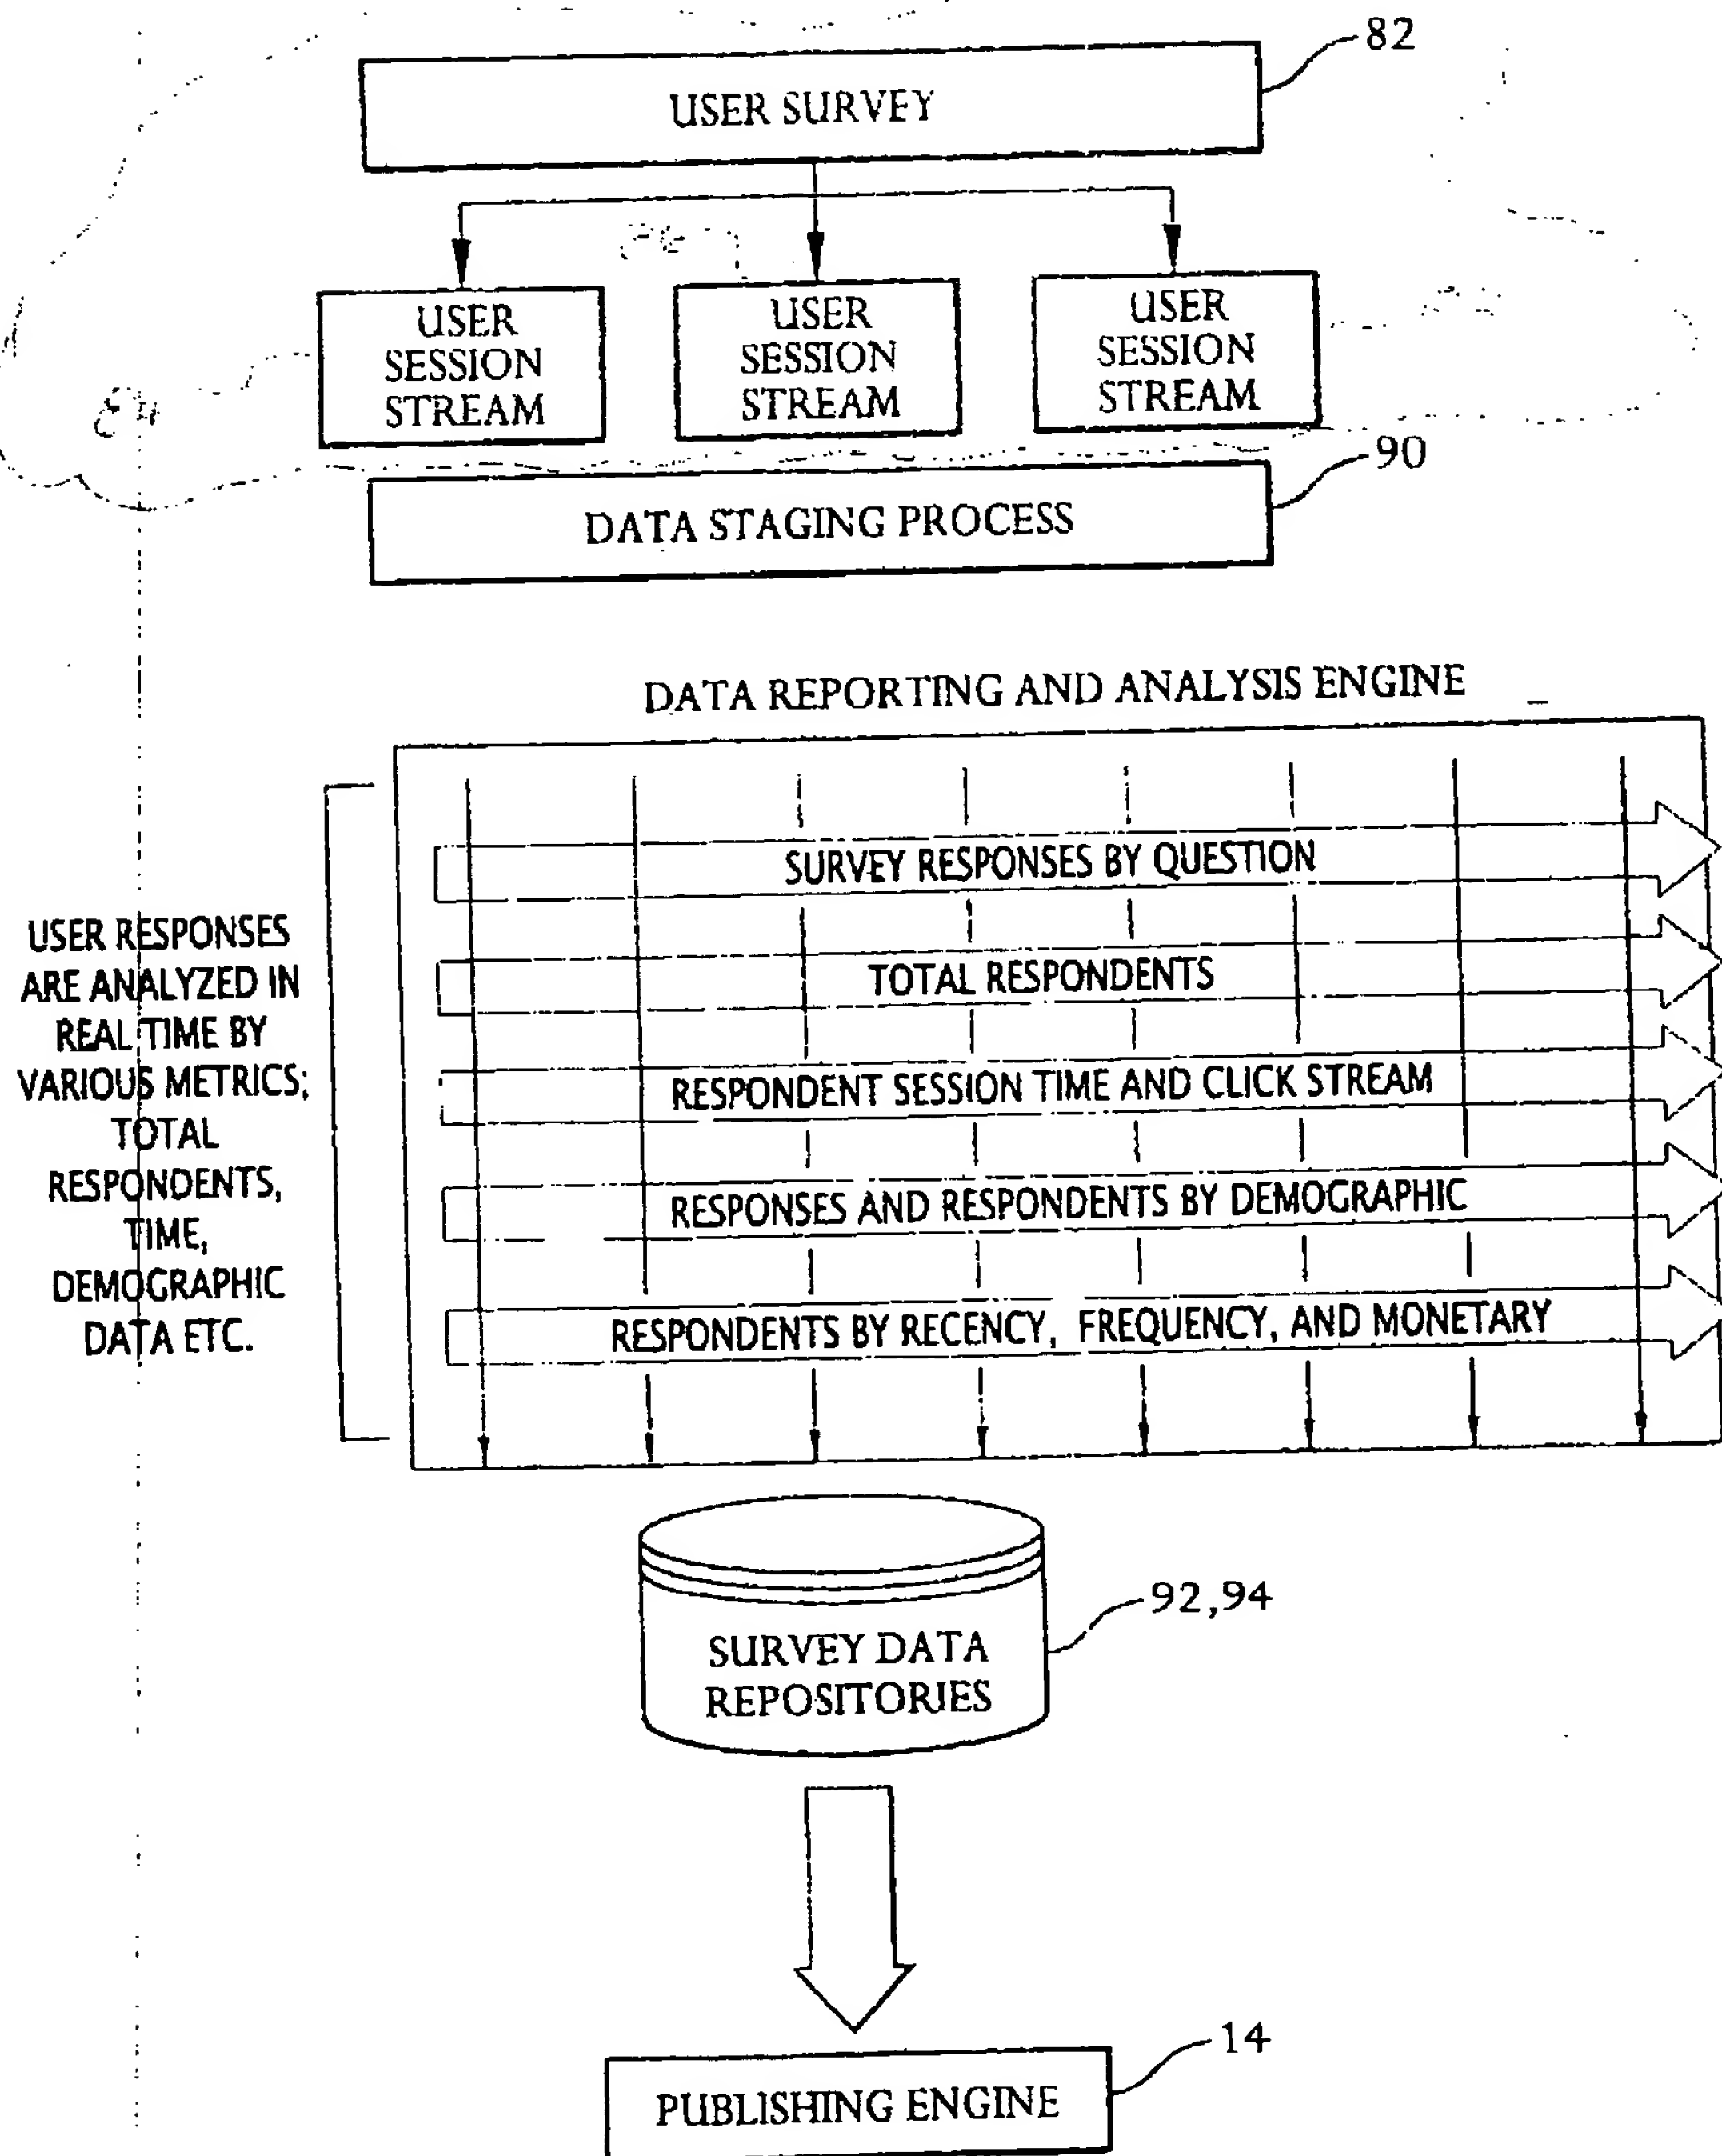 82
USER SURVEY
USER
SESSION
STREAM
USER
SESSION
STREAM
USER
SESSION
STREAM
90
DATA STAGING PROCESS
DATA REPORTING AND ANALYSIS ENGINE
USER RESPONSES
ARE ANALYZED IN
REAL TIME BY
VARIOUS METRICS;
TOTAL
RESPONDENTS,
TIME,
DEMOGRAPHIC
DATA ETC.
SURVEY RESPONSES BY QUESTION
TOTAL RESPONDENTS
RESPONDENT SESSION TIME AND CLICK STREAM
RESPONSES AND RESPONDENTS BY DEMOGRAPHIC
RESPONDENTS BY RECENCY, FREQUENCY, AND MONETARY
92,94
SURVEY DATA
REPOSITORIES
14
PUBLISHING ENGINE